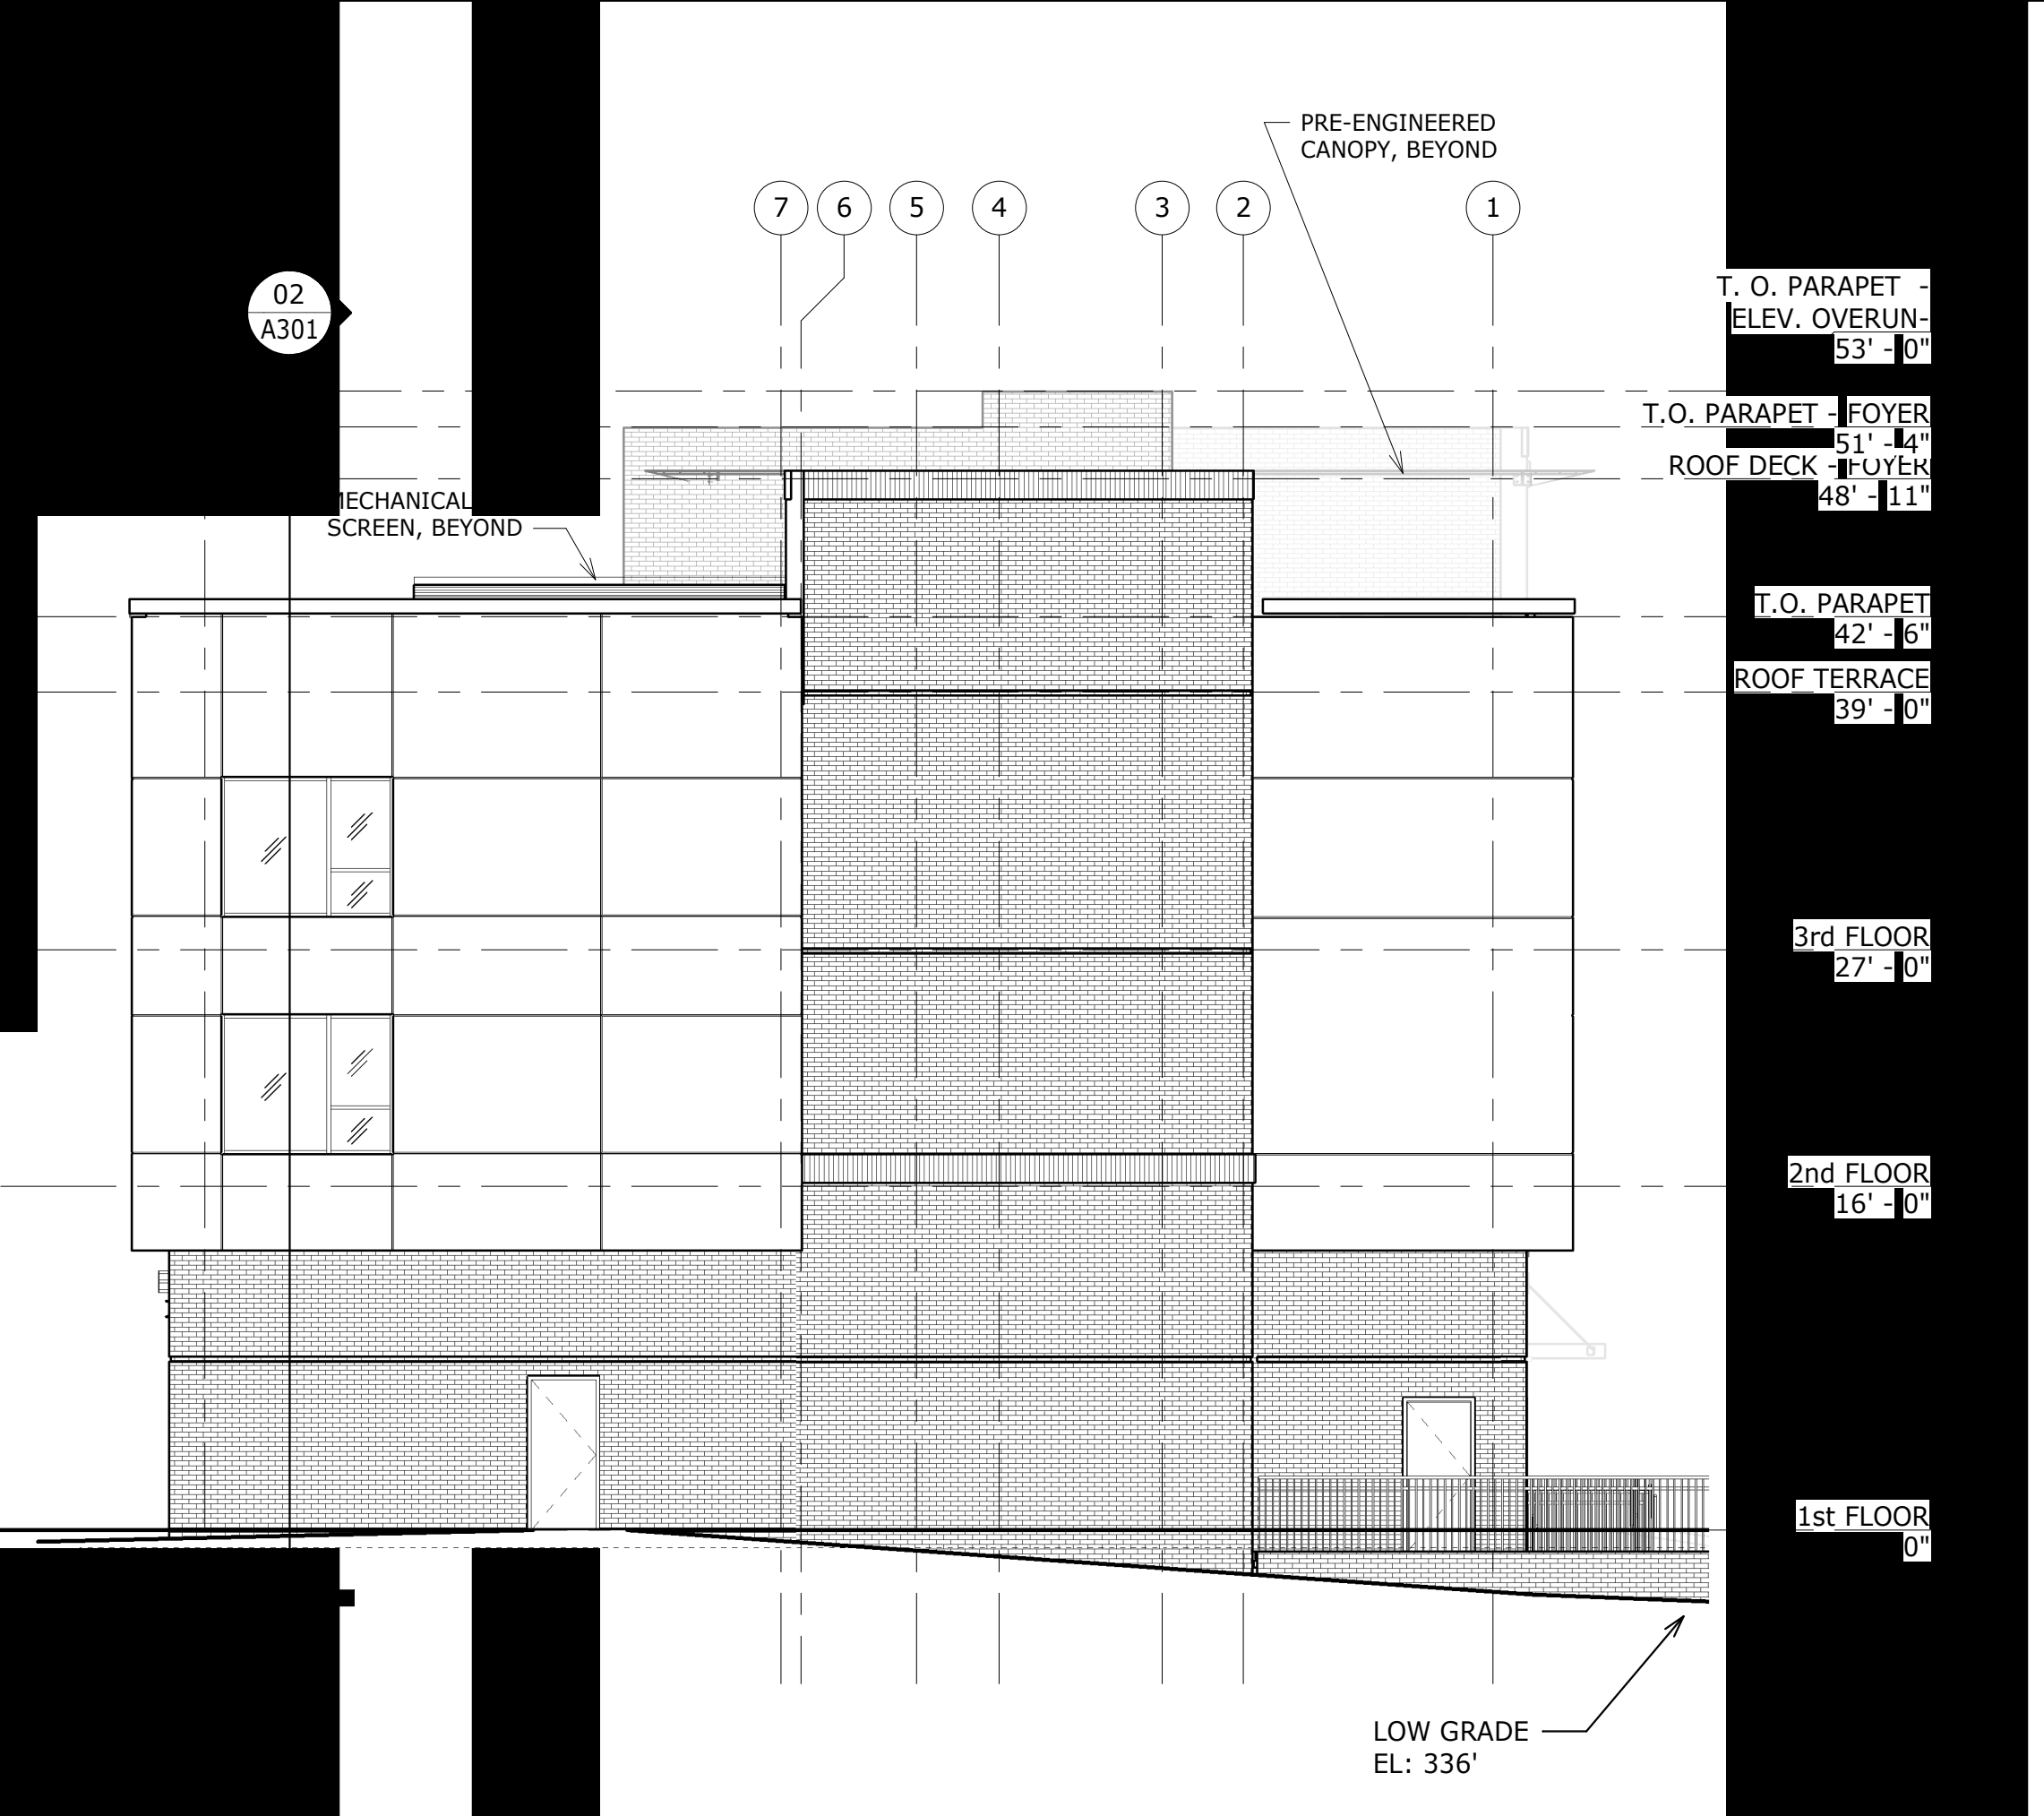 PRE-ENGINEERED
CANOPY, BEYOND
7 6 5 4 3 2 1
02
A301
T. O. PARAPET -
ELEV. OVERUN-
53' - 0"
T.O. PARAPET - FOYER
51' - 4"
ROOF DECK - FOYER
48' - 11"
MECHANICAL
SCREEN, BEYOND
T.O. PARAPET
42' - 6"
ROOF TERRACE
39' - 0"
3rd FLOOR
27' - 0"
2nd FLOOR
16' - 0"
1st FLOOR
0"
LOW GRADE
EL: 336'